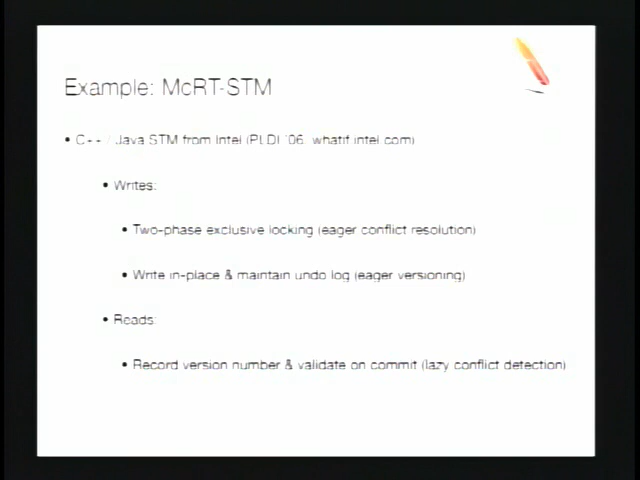 Example: McRT-STM
• C++ / Java STM from Intel (PLDI '06, whatif.intel.com)
• Writes:
• Two-phase exclusive locking (eager conflict resolution)
• Write in-place & maintain undo log (eager versioning)
• Reads:
• Record version number & validate on commit (lazy conflict detection)